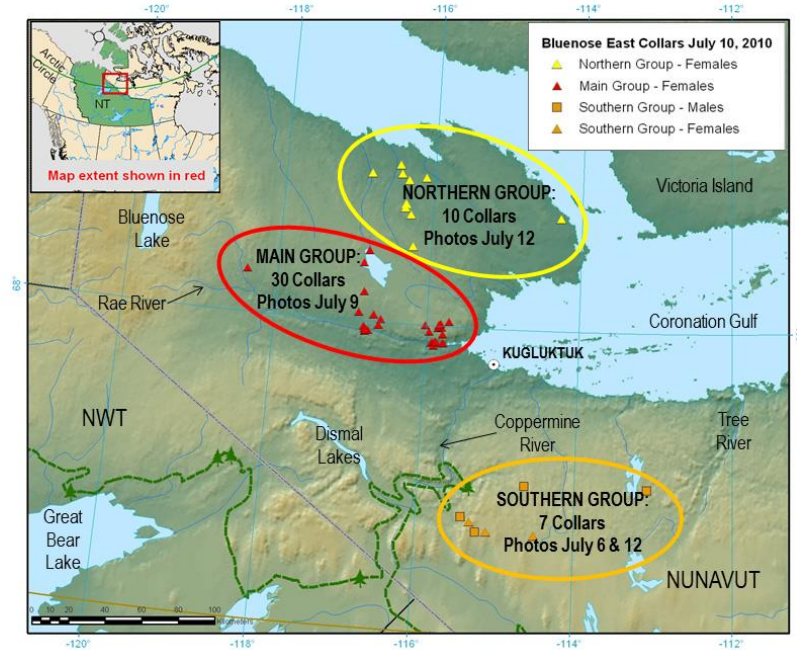 -120°
-118°
-116°
-114°
-112°
Arctic
Circle
NT
Map extent shown in red
Bluenose East Collars July 10, 2010
Northern Group - Females
Main Group - Females
Southern Group - Males
Southern Group - Females
NORTHERN GROUP:
10 Collars
Photos July 12
Victoria Island
Bluenose
Lake
MAIN GROUP:
30 Collars
Photos July 9
68°
Rae River
Coronation Gulf
KUGLUKTUK
NWT
Dismal
Lakes
Coppermine
River
Tree
River
SOUTHERN GROUP:
7 Collars
Photos July 6 & 12
Great
Bear
Lake
NUNAVUT
0 10 20 40 60 80 100
Kilometers
-120°
-118°
-116°
-114°
-112°